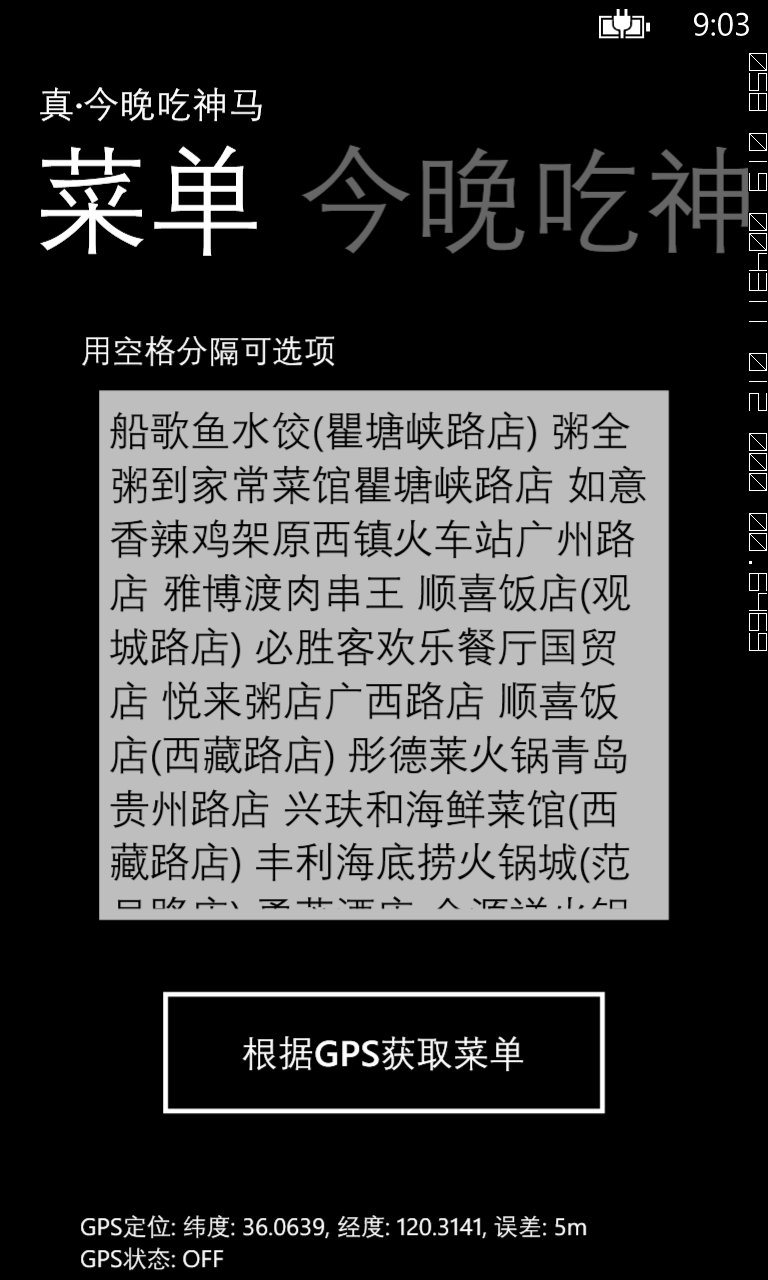 9:03
真·今晚吃神马
菜单 今晚吃神
用空格分隔可选项
船歌鱼水饺(瞿塘峡路店) 粥全
粥到家常菜馆瞿塘峡路店 如意
香辣鸡架原西镇火车站广州路
店 雅博渡肉串王 顺喜饭店(观
城路店) 必胜客欢乐餐厅国贸
店 悦来粥店广西路店 顺喜饭
店(西藏路店) 彤德莱火锅青岛
贵州路店 兴玞和海鲜菜馆(西
藏路店) 丰利海底捞火锅城(范
根据GPS获取菜单
GPS定位: 纬度: 36.0639, 经度: 120.3141, 误差: 5m
GPS状态: OFF